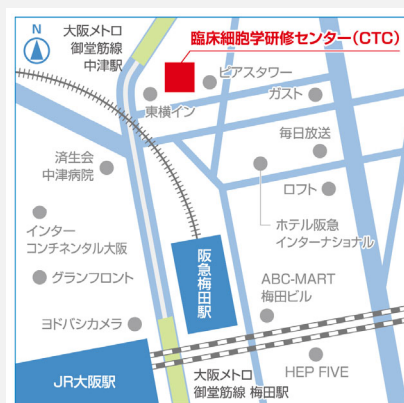 N
大阪メトロ
御堂筋線
中津駅
臨床細胞学研修センター(CTC)
ピアスタワー
東横イン
ガスト
毎日放送
済生会
中津病院
ロフト
インター
コンチネンタル大阪
ホテル阪急
インターナショナル
阪急梅田駅
グランフロント
ABC-MART
梅田ビル
ヨドバシカメラ
HEP FIVE
JR大阪駅
大阪メトロ
御堂筋線 梅田駅